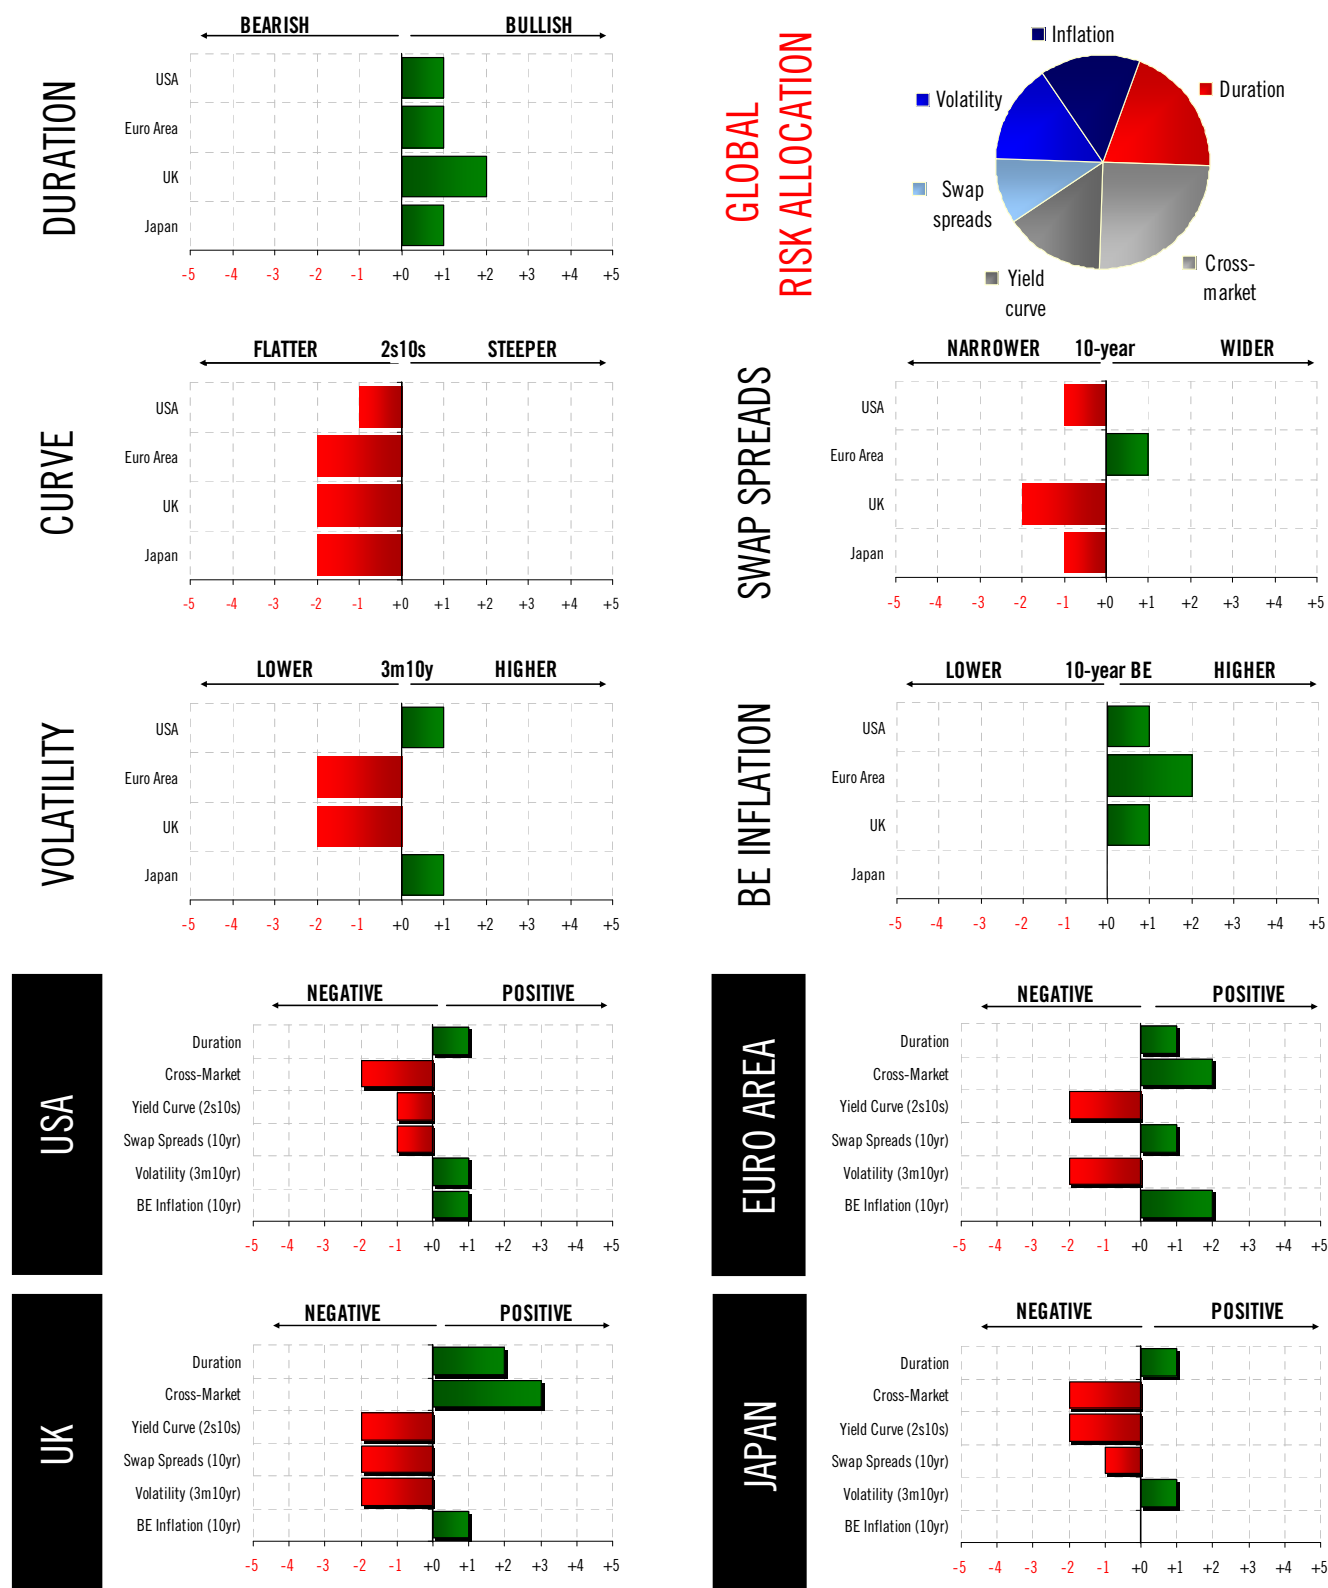 DURATION
BEARISH BULLISH
USA
Euro Area
UK
Japan
-5 -4 -3 -2 -1 +0 +1 +2 +3 +4 +5
GLOBAL
RISK ALLOCATION
Inflation
Duration
Volatility
Swap
spreads
Yield
curve
Cross-
market
CURVE
FLATTER 2s10s STEEPER
USA
Euro Area
UK
Japan
-5 -4 -3 -2 -1 +0 +1 +2 +3 +4 +5
SWAP SPREADS
NARROWER 10-year WIDER
USA
Euro Area
UK
Japan
-5 -4 -3 -2 -1 +0 +1 +2 +3 +4 +5
VOLATILITY
LOWER 3m10y HIGHER
USA
Euro Area
UK
Japan
-5 -4 -3 -2 -1 +0 +1 +2 +3 +4 +5
BE INFLATION
LOWER 10-year BE HIGHER
USA
Euro Area
UK
Japan
-5 -4 -3 -2 -1 +0 +1 +2 +3 +4 +5
USA
NEGATIVE POSITIVE
Duration
Cross-Market
Yield Curve (2s10s)
Swap Spreads (10yr)
Volatility (3m10yr)
BE Inflation (10yr)
-5 -4 -3 -2 -1 +0 +1 +2 +3 +4 +5
EURO AREA
NEGATIVE POSITIVE
Duration
Cross-Market
Yield Curve (2s10s)
Swap Spreads (10yr)
Volatility (3m10yr)
BE Inflation (10yr)
-5 -4 -3 -2 -1 +0 +1 +2 +3 +4 +5
UK
NEGATIVE POSITIVE
Duration
Cross-Market
Yield Curve (2s10s)
Swap Spreads (10yr)
Volatility (3m10yr)
BE Inflation (10yr)
-5 -4 -3 -2 -1 +0 +1 +2 +3 +4 +5
JAPAN
NEGATIVE POSITIVE
Duration
Cross-Market
Yield Curve (2s10s)
Swap Spreads (10yr)
Volatility (3m10yr)
BE Inflation (10yr)
-5 -4 -3 -2 -1 +0 +1 +2 +3 +4 +5